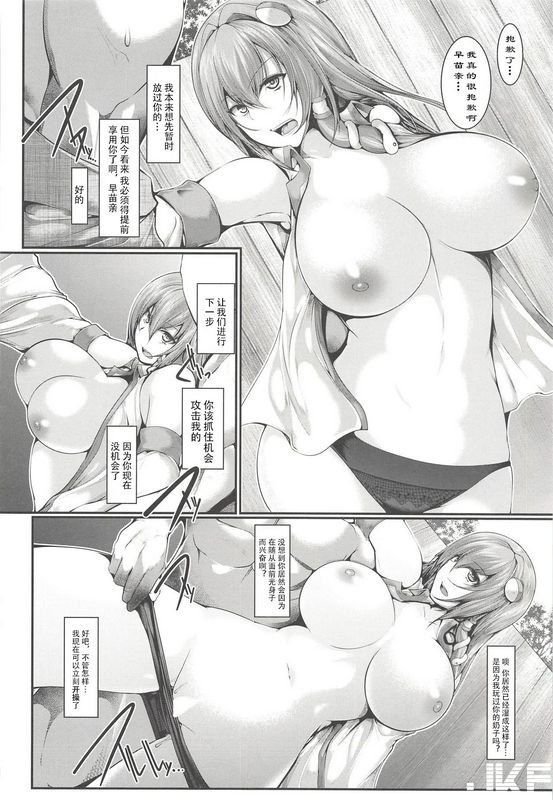 抱歉了…
我真的
很抱歉啊
早苗亲…
我本来想先暂时
放过你的…
但如今看来我必须得提前
享用你了啊，早苗亲
好的
让我们进行
下一步
你该抓住机会
攻击我的
因为你现在
没机会了
噢 你居然已经湿成这样了…
是因为我玩过你的奶子吗？
没想到你居然会因为
在随从面前光身子
而兴奋啊？
好吧，不管怎样…
我现在可以立刻开操了
.JKF